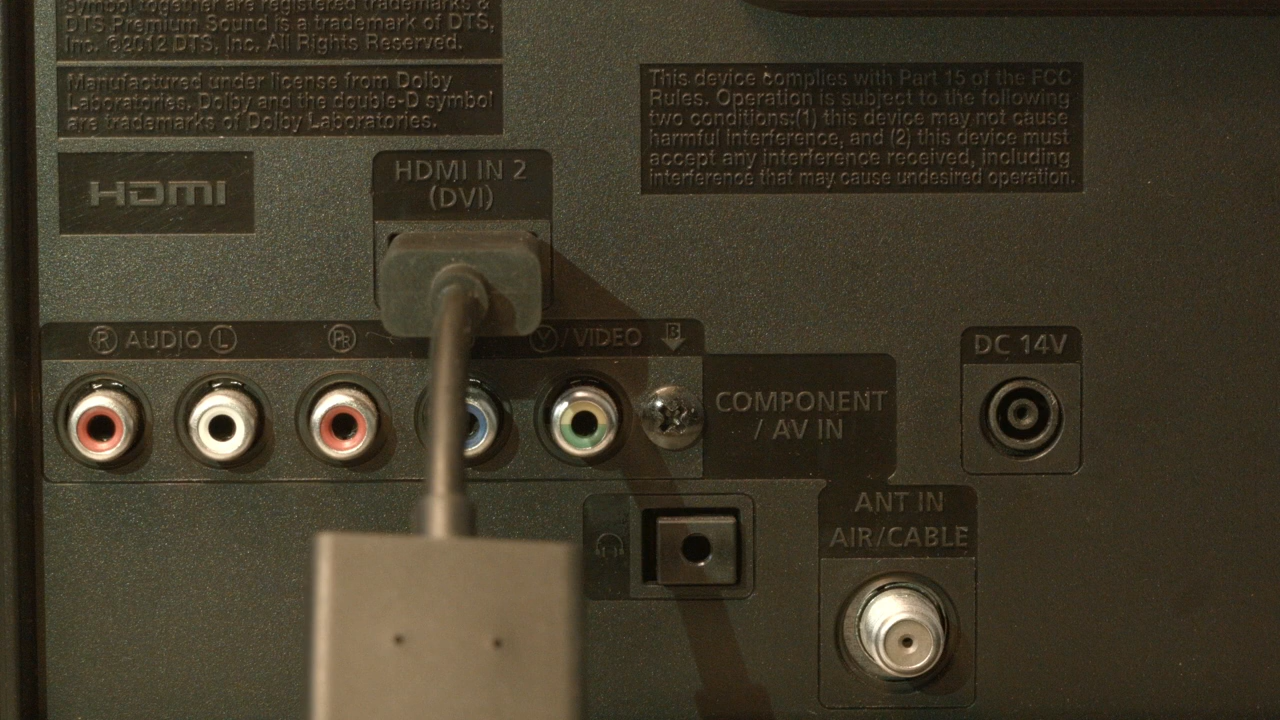 Symbol together are registered trademarks &
DTS Premium Sound is a trademark of DTS,
Inc. ©2012 DTS, Inc. All Rights Reserved.
Manufactured under license from Dolby
Laboratories, Dolby and the double-D symbol
are trademarks of Dolby Laboratories.
This device complies with Part 15 of the FCC
Rules. Operation is subject to the following
two conditions:(1) this device may not cause
harmful interference, and (2) this device must
accept any interference received, including
interference that may cause undesired operation.
HDMI
HDMI IN 2
(DVI)
R AUDIO L
PR
Y / VIDEO
B
COMPONENT
/ AV IN
DC 14V
ANT IN
AIR/CABLE